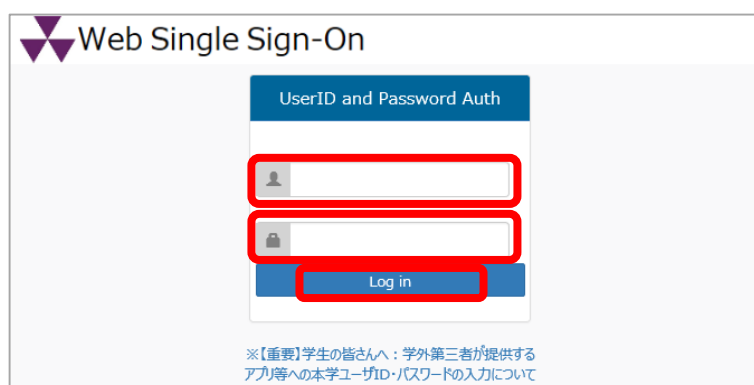 Web Single Sign-On
UserID and Password Auth
Log in
※【重要】学生の皆さんへ：学外第三者が提供する
アプリ等への本学ユーザID・パスワードの入力について